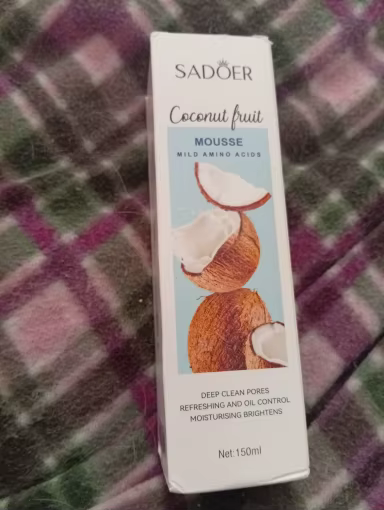 SADOER
Coconut fruit
MOUSSE
MILD AMINO ACIDS
DEEP CLEAN PORES
REFRESHING AND OIL CONTROL
MOISTURISING BRIGHTENS
Net:150ml